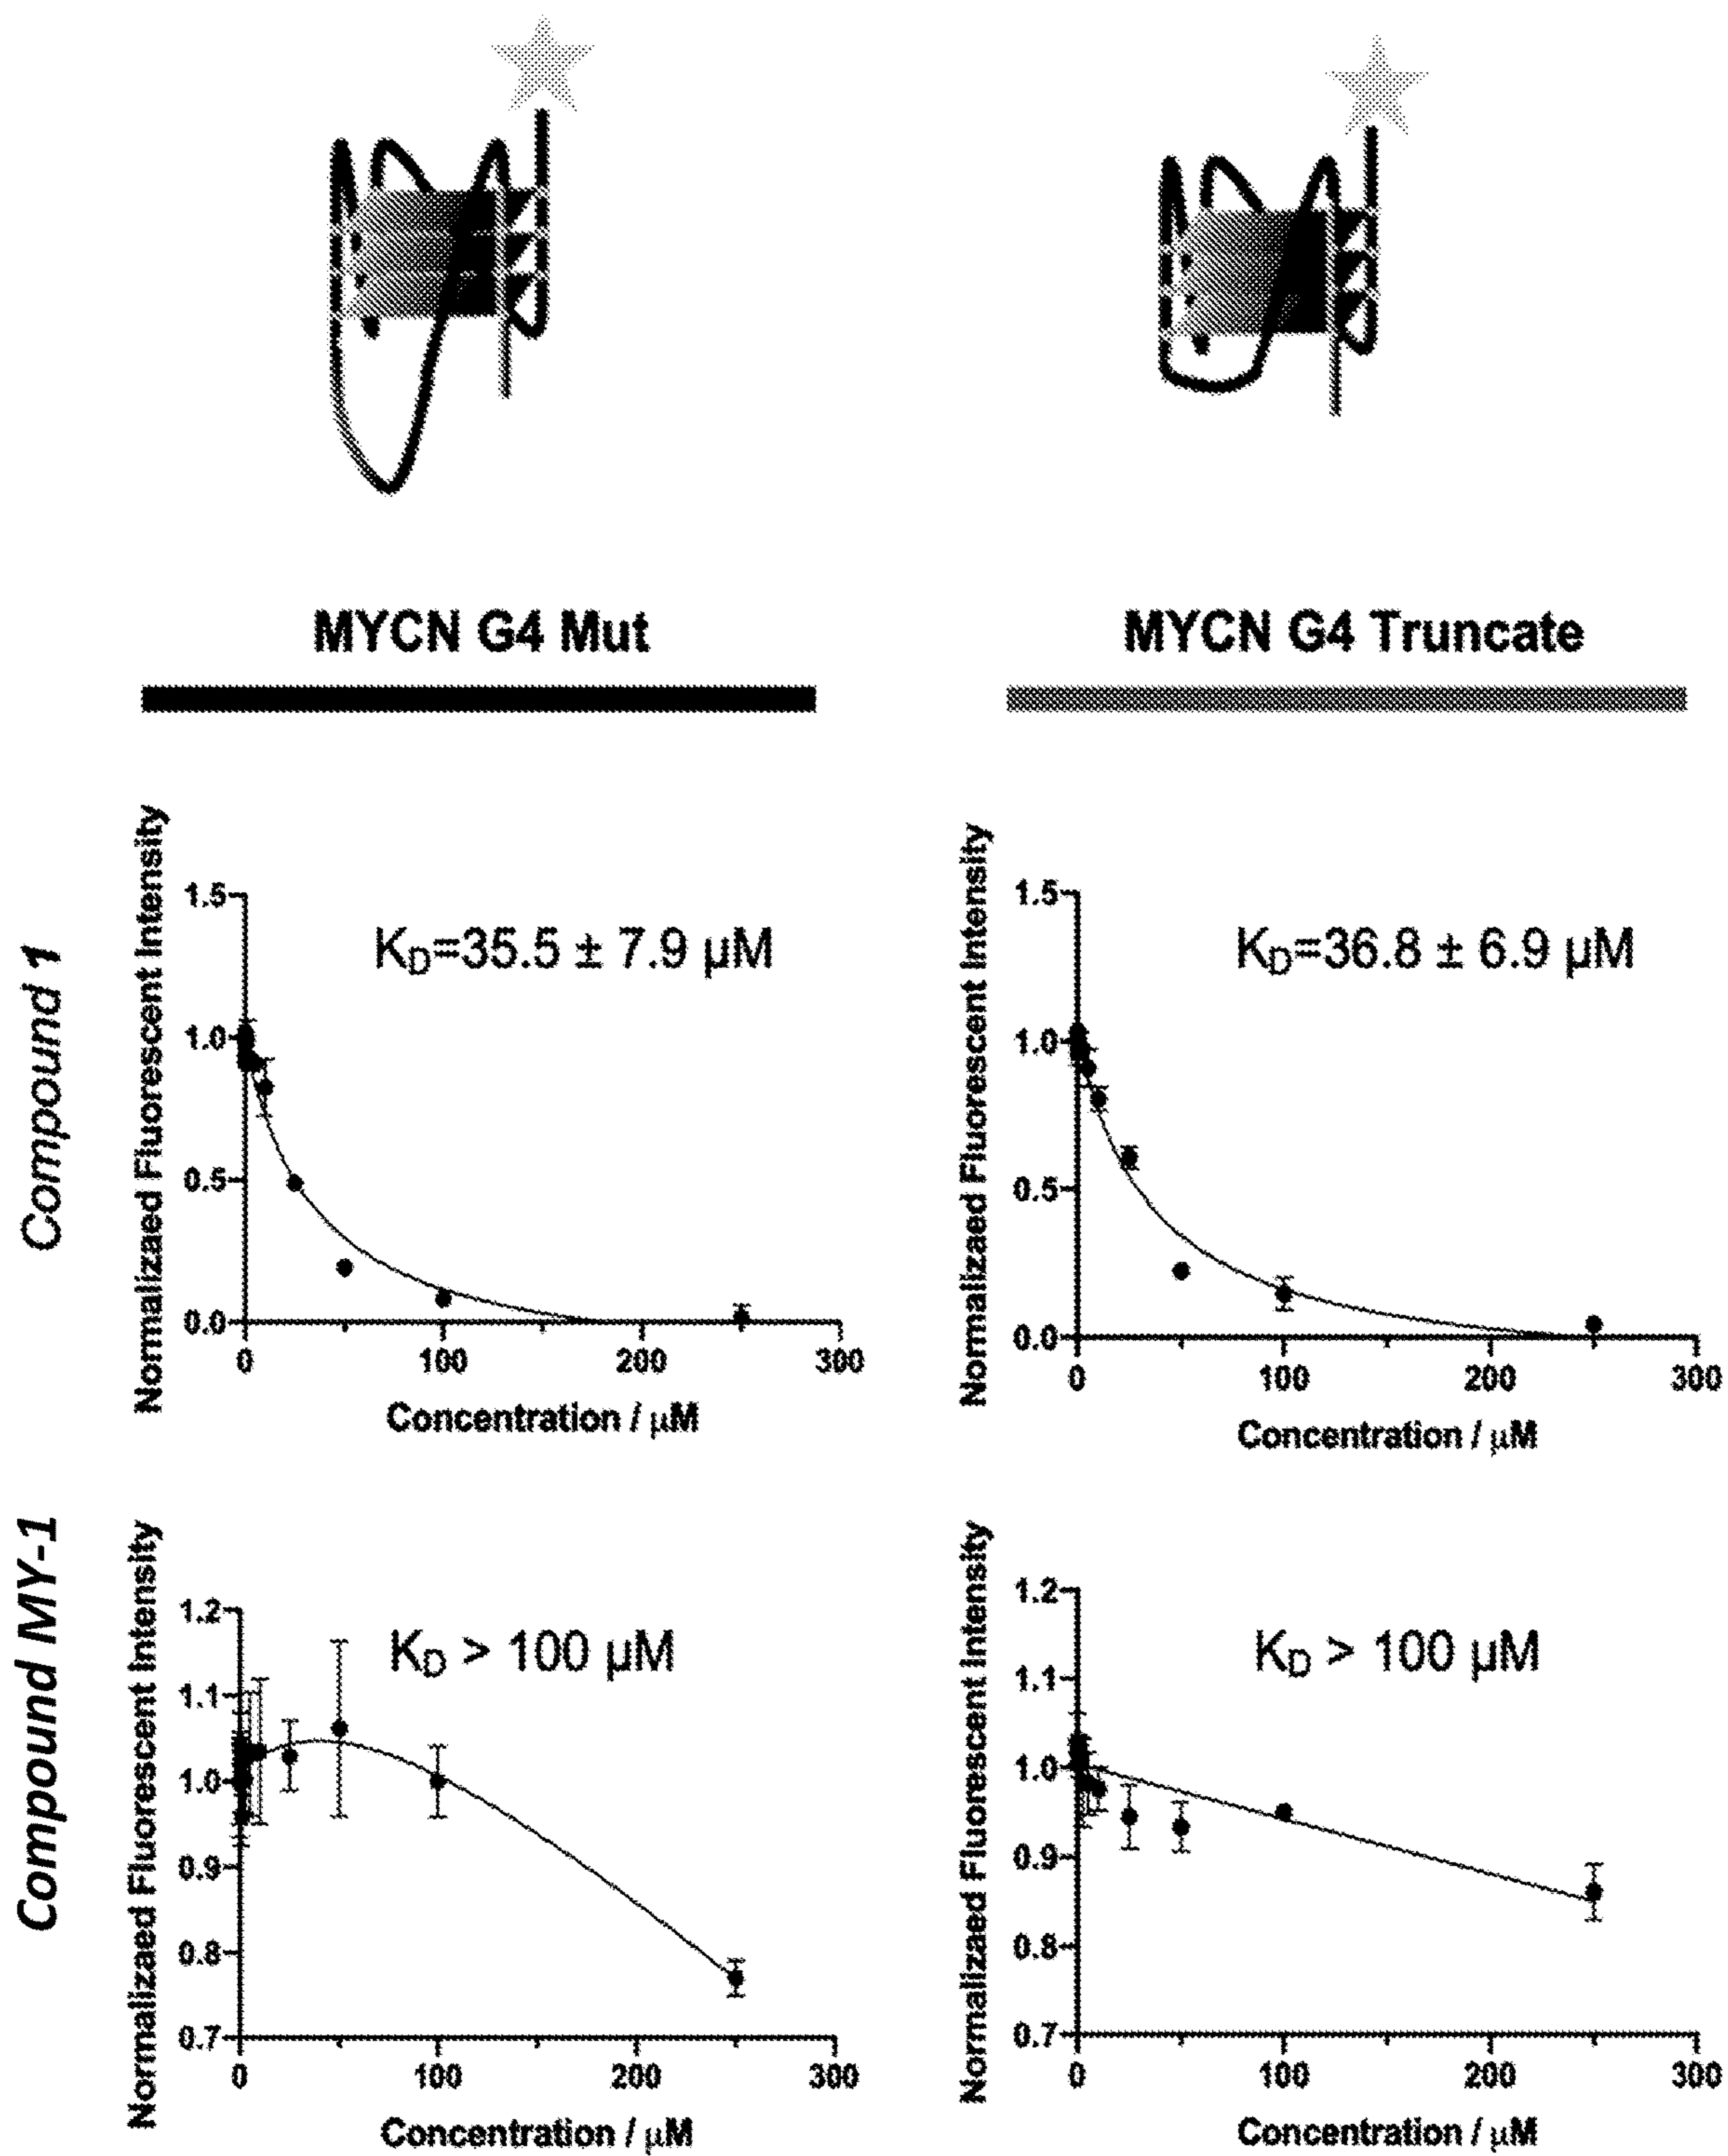 MYCN G4 Mut
MYCN G4 Truncate
Compound 1
Normalizaed Fluorescent Intensity
1.5
1.0
0.5
0.0
K_D=35.5 ± 7.9 µM
0
100
200
300
Concentration / µM
Normalizaed Fluorescent Intensity
1.5
1.0
0.5
0.0
K_D=36.8 ± 6.9 µM
0
100
200
300
Concentration / µM
Compound MY-1
Normalizaed Fluorescent Intensity
1.2
1.1
1.0
0.9
0.8
0.7
K_D > 100 µM
0
100
200
300
Concentration / µM
Normalizaed Fluorescent Intensity
1.2
1.1
1.0
0.9
0.8
0.7
K_D > 100 µM
0
100
200
300
Concentration / µM